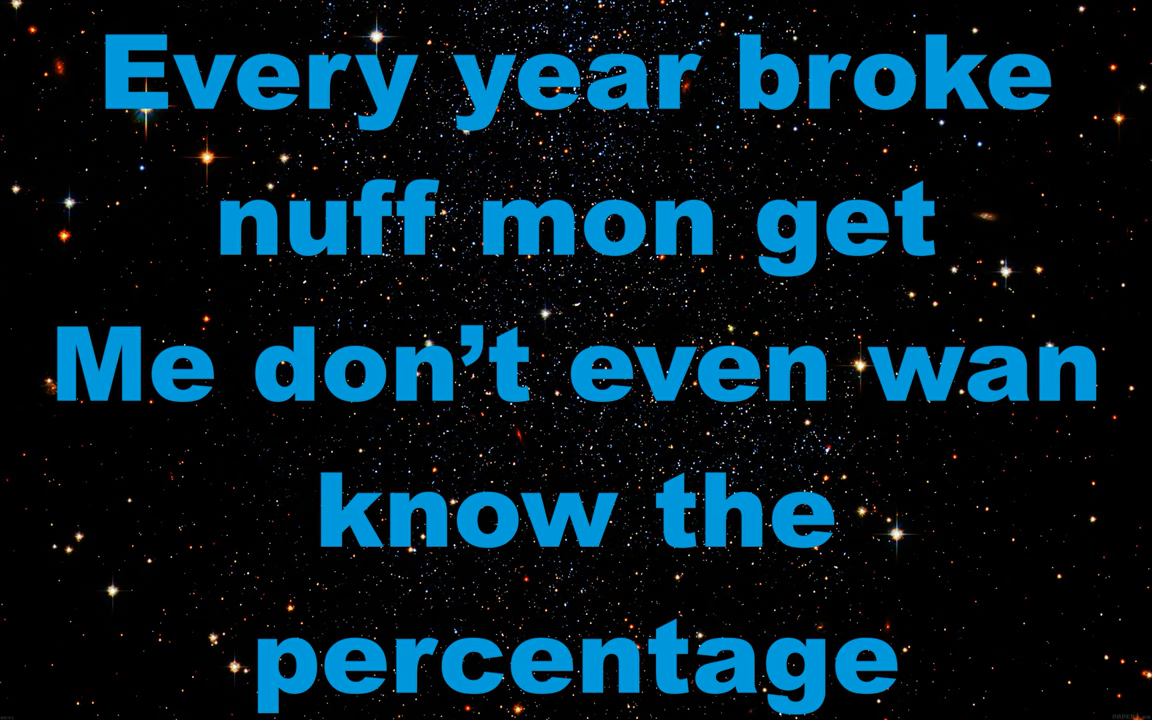 Every year broke
nuff mon get
Me don’t even wan
know the
percentage